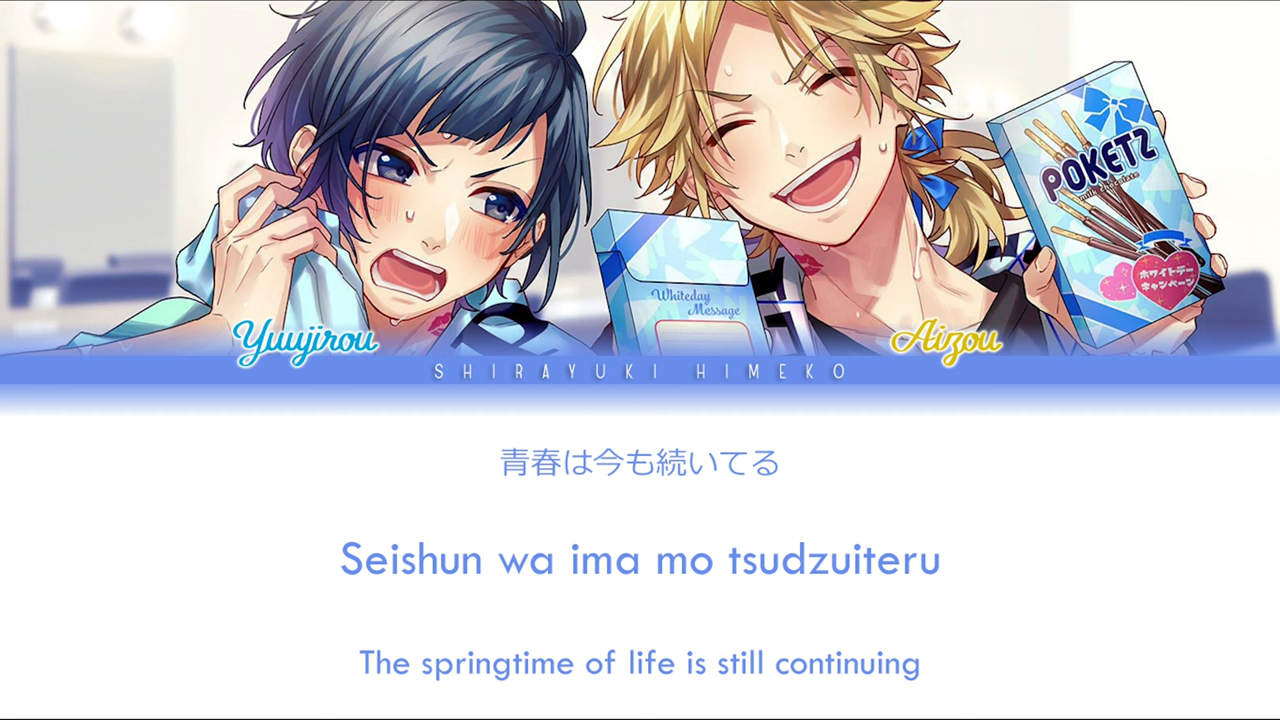 POKETZ
milk chocolate
Whiteday
Message
ホワイトデー
キャンペーン
Yuujirou
Aizou
SHIRAYUKI HIMEKO
青春は今も続いてる
Seishun wa ima mo tsudzuiteru
The springtime of life is still continuing